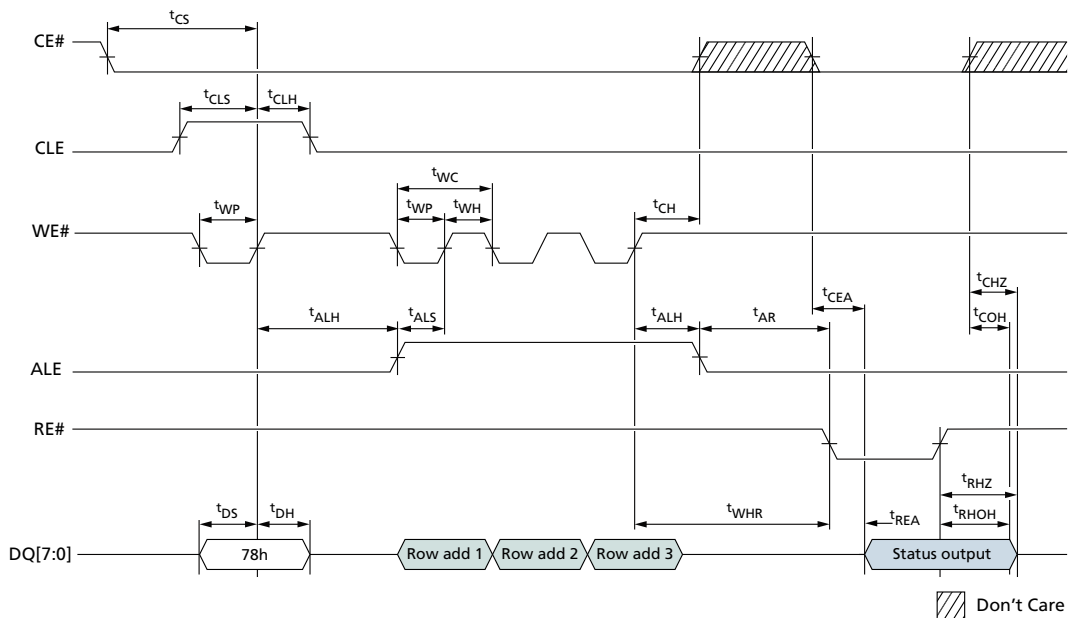 tCS
CE#
tCLS tCLH
CLE
tWC
tWP tWP tWH tCH
WE#
tCEA tCHZ
tALH tALS tALH tAR tCOH
ALE
RE#
tRHZ
tDS tDH tWHR tREA tRHOH
DQ[7:0] 78h Row add 1 Row add 2 Row add 3 Status output
Don't Care